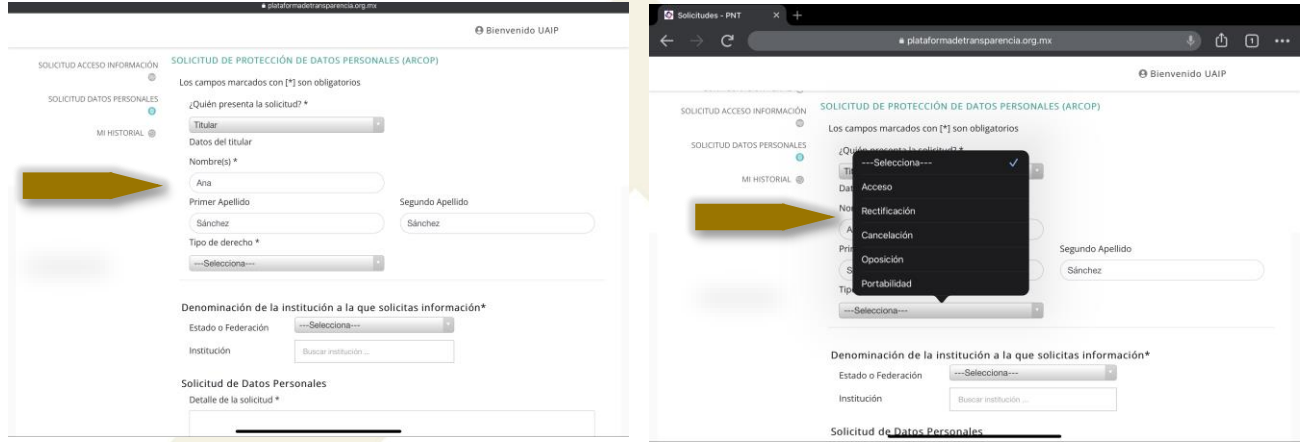 plataformadetransparencia.org.mx
Bienvenido UAIP
SOLICITUD ACCESO INFORMACIÓN
SOLICITUD DATOS PERSONALES
MI HISTORIAL
SOLICITUD DE PROTECCIÓN DE DATOS PERSONALES (ARCOP)
Los campos marcados con [*] son obligatorios
¿Quién presenta la solicitud? *
Titular
Datos del titular
Nombre(s) *
Ana
Primer Apellido Segundo Apellido
Sánchez Sánchez
Tipo de derecho *
---Selecciona---
Denominación de la institución a la que solicitas información*
Estado o Federación ---Selecciona---
Institución Buscar institución ...
Solicitud de Datos Personales
Detalle de la solicitud *
Solicitudes - PNT
plataformadetransparencia.org.mx
1
Bienvenido UAIP
SOLICITUD ACCESO INFORMACIÓN
SOLICITUD DATOS PERSONALES
MI HISTORIAL
SOLICITUD DE PROTECCIÓN DE DATOS PERSONALES (ARCOP)
Los campos marcados con [*] son obligatorios
---Selecciona---
Acceso
Rectificación
Cancelación
Oposición
Portabilidad
Segundo Apellido
Sánchez
---Selecciona---
Denominación de la institución a la que solicitas información*
Estado o Federación ---Selecciona---
Institución Buscar institución ...
Solicitud de Datos Personales